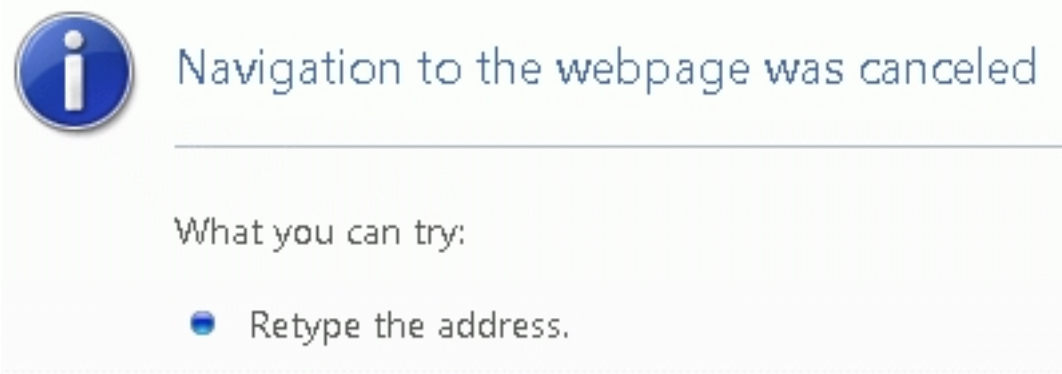 Navigation to the webpage was canceled
What you can try:
Retype the address.